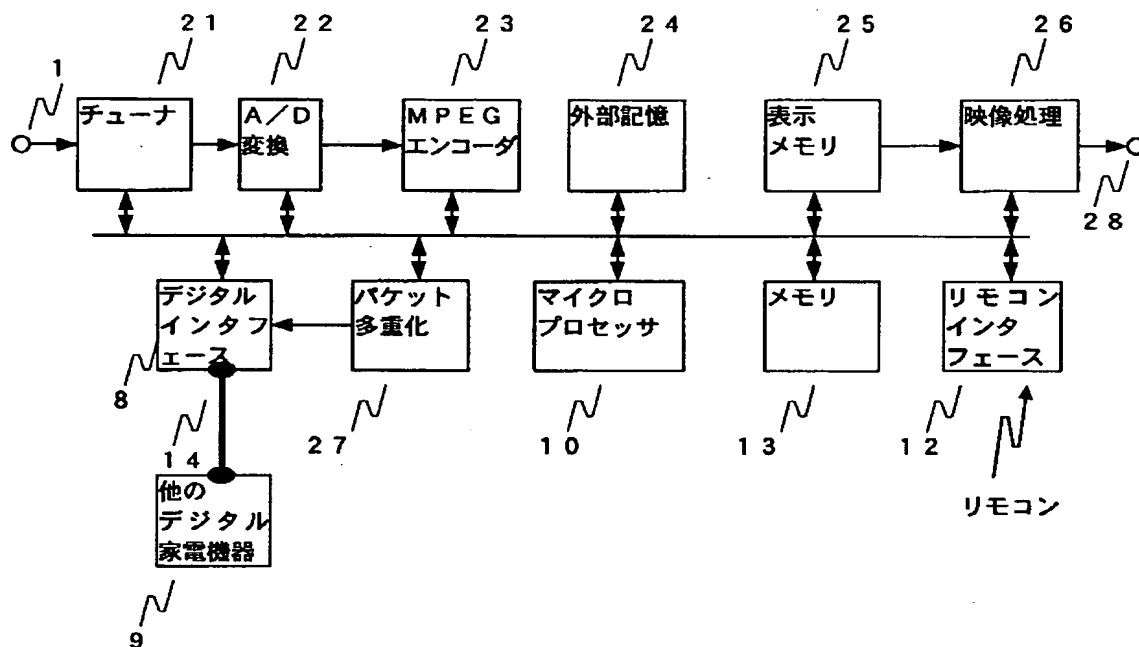 ２１
２２
２３
２４
２５
２６
１
チューナ
Ａ／Ｄ
変換
ＭＰＥＧ
エンコーダ
外部記憶
表示
メモリ
映像処理
２８
デジタル
インタフ
ェース
パケット
多重化
マイクロ
プロセッサ
メモリ
リモコン
インタ
フェース
８
１４
２７
１０
１３
１２
リモコン
他の
デジタル
家電機器
９